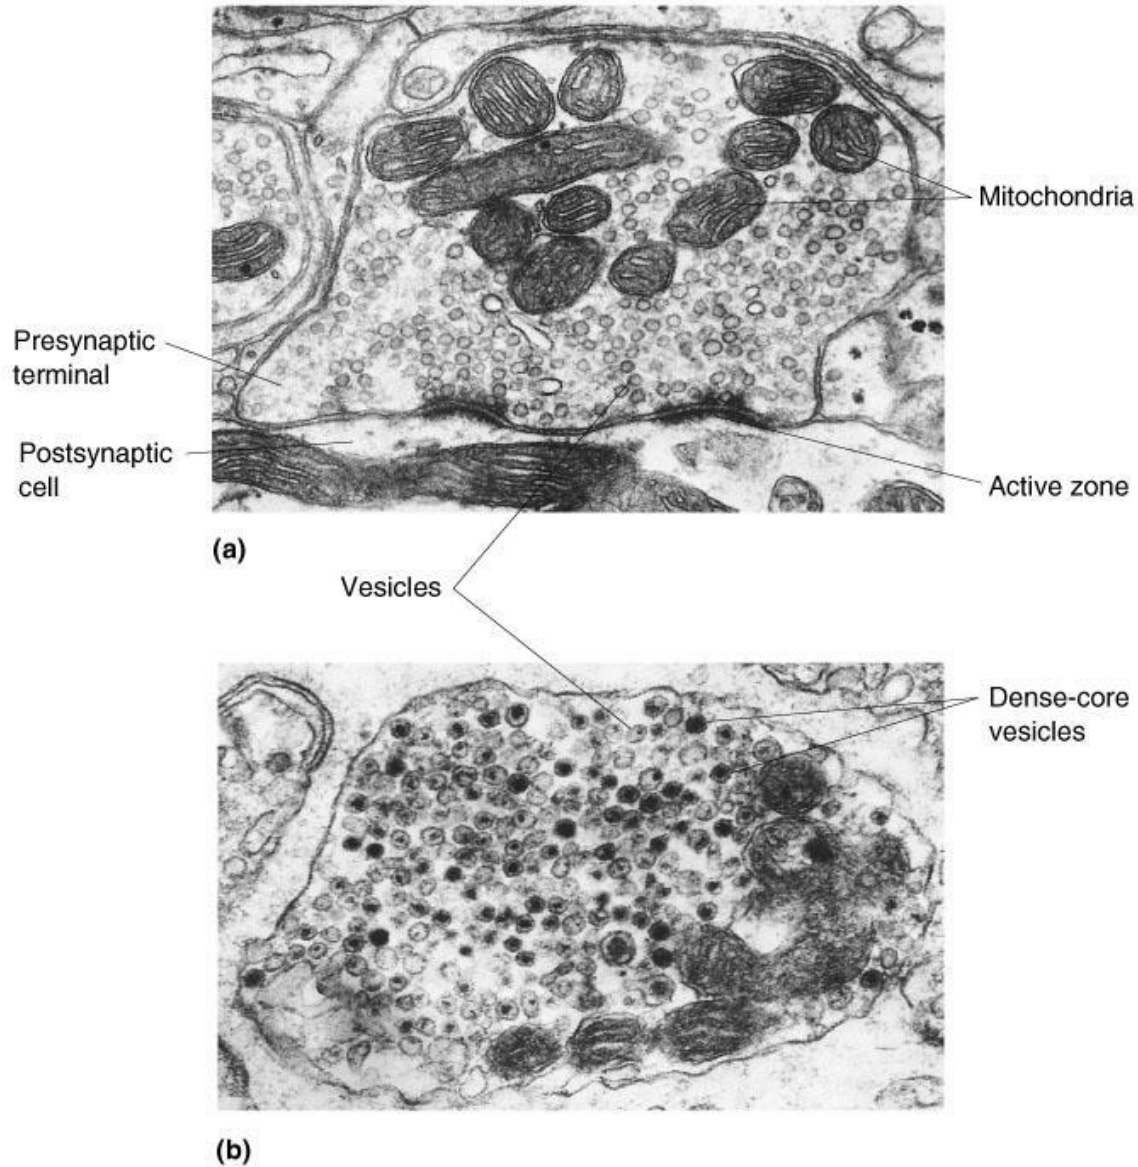 Mitochondria
Presynaptic
terminal
Postsynaptic
cell
Active zone
(a)
Vesicles
Dense-core
vesicles
(b)